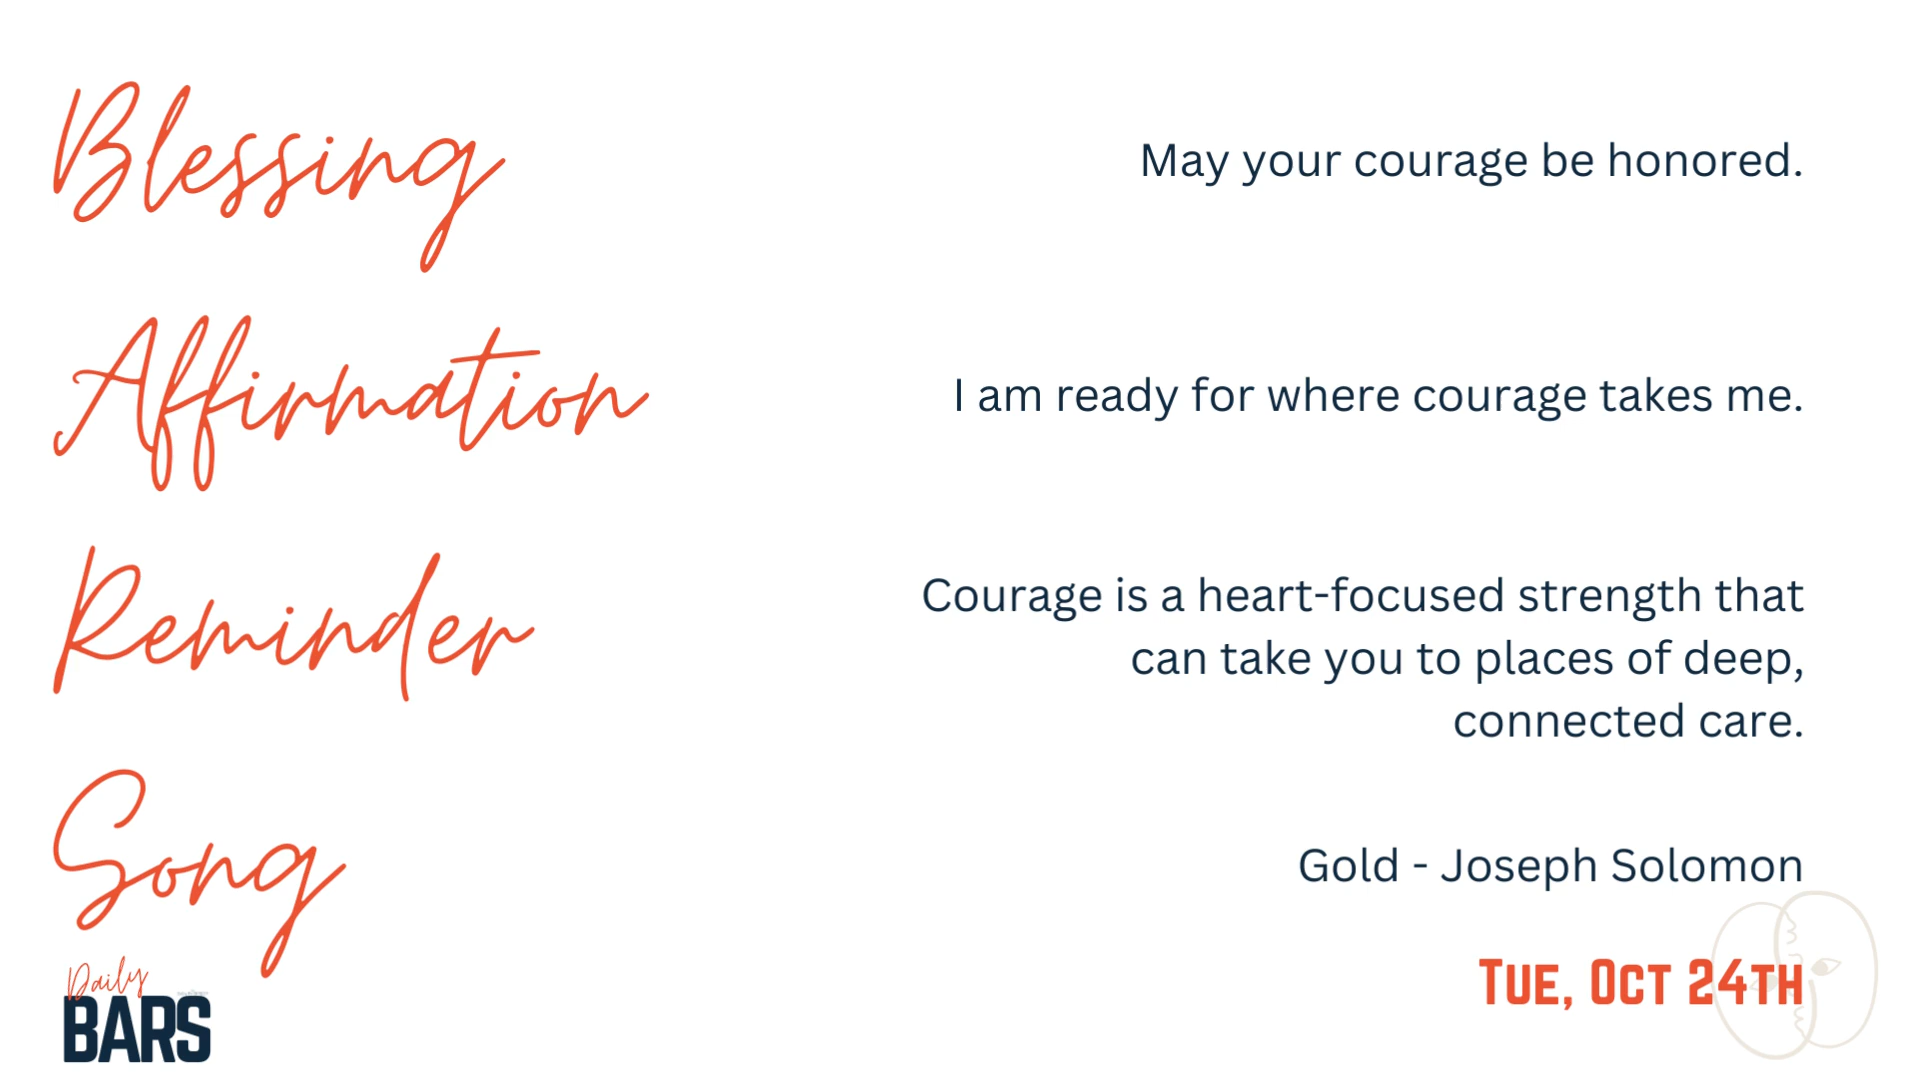 Blessing
May your courage be honored.
Affirmation
I am ready for where courage takes me.
Reminder
Courage is a heart-focused strength that
can take you to places of deep,
connected care.
Song
Gold - Joseph Solomon
Daily
BARS
Tue, Oct 24th